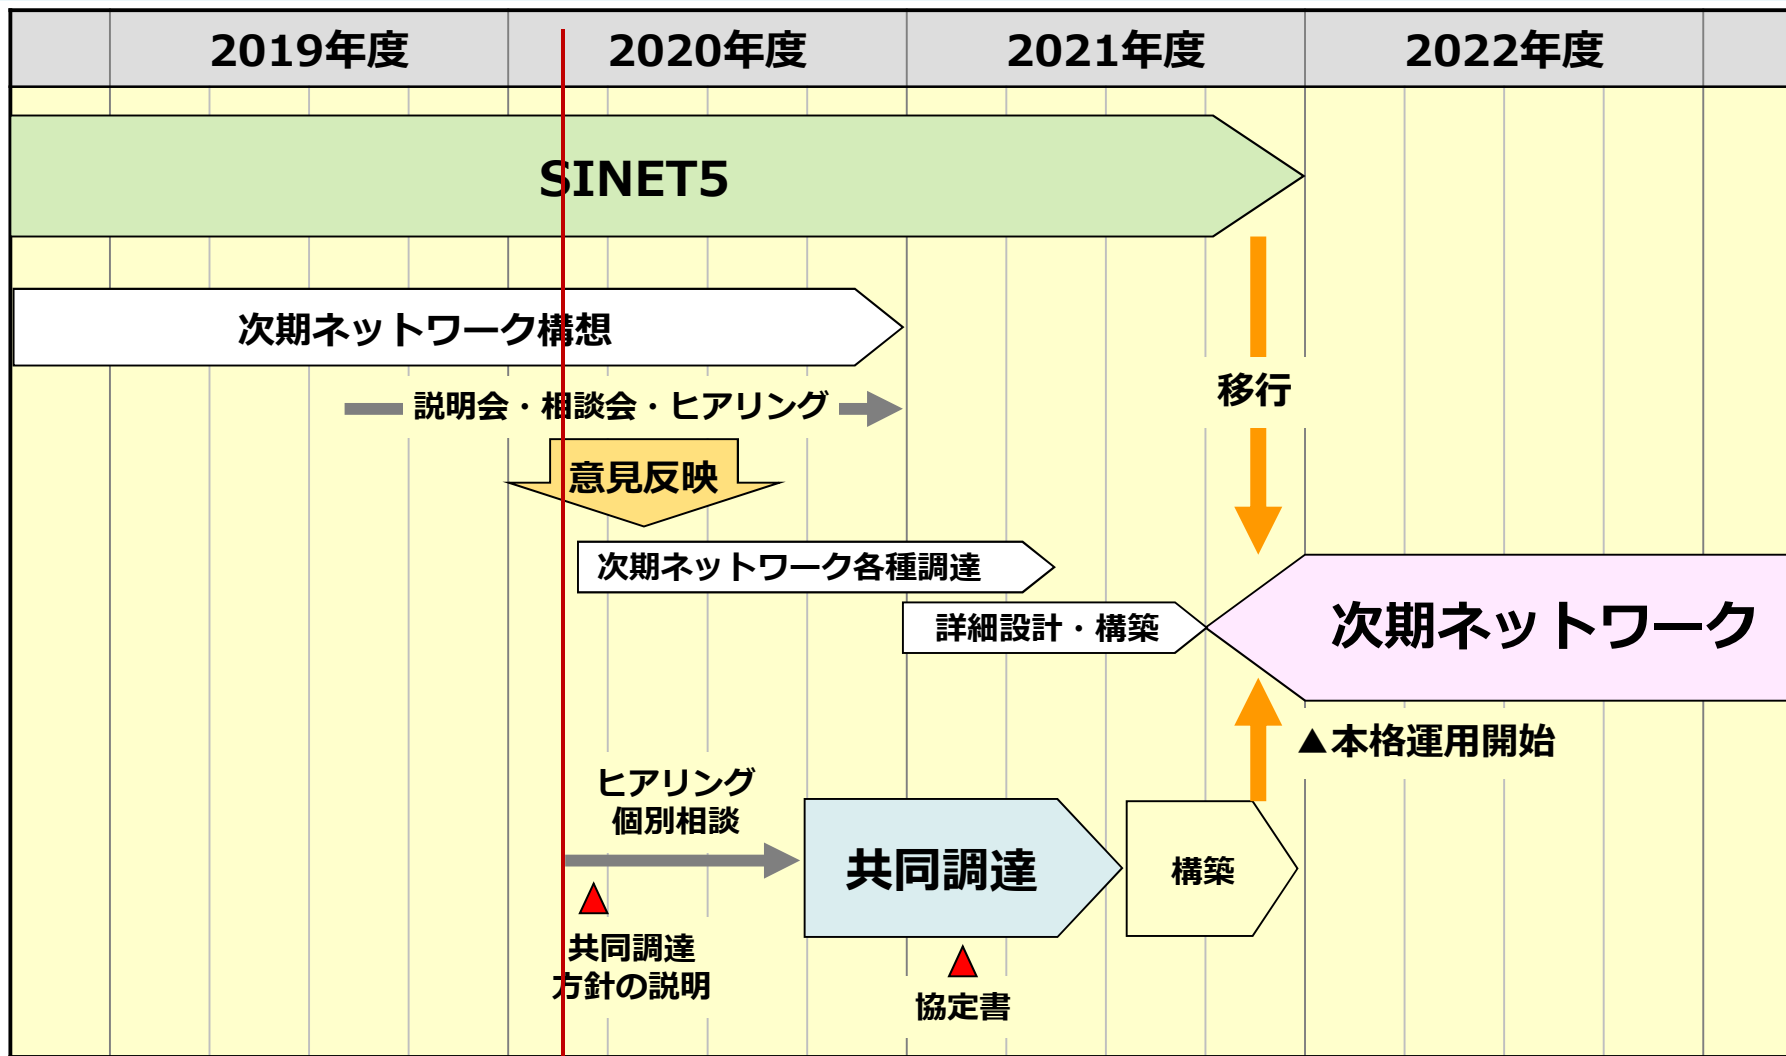 2019年度
2020年度
2021年度
2022年度
SINET5
次期ネットワーク構想
説明会・相談会・ヒアリング
移行
意見反映
次期ネットワーク各種調達
詳細設計・構築
次期ネットワーク
▲本格運用開始
ヒアリング
個別相談
共同調達
構築
共同調達
方針の説明
協定書